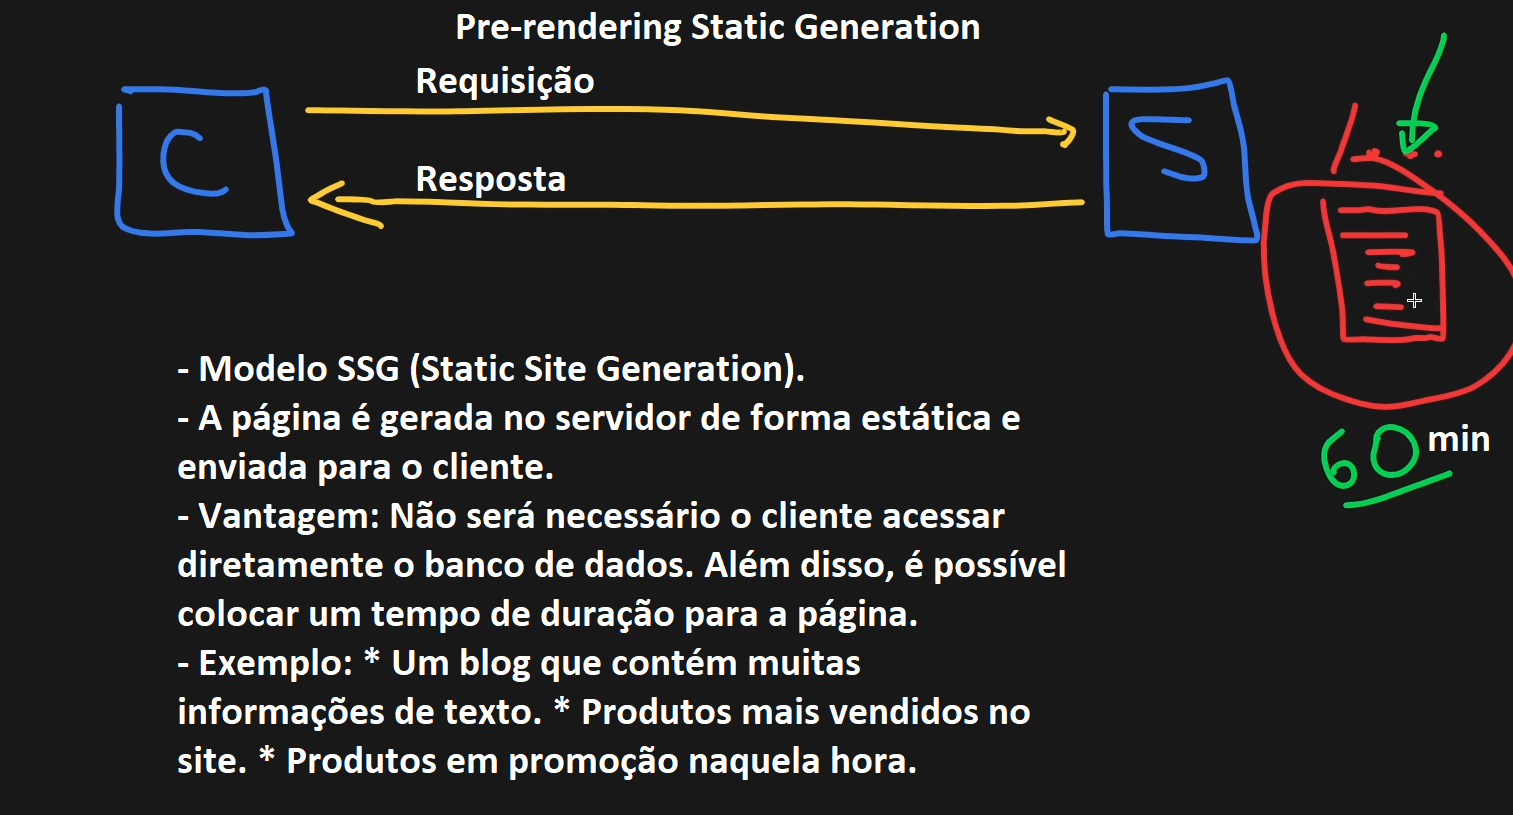 Pre-rendering Static Generation
Requisição
C
S
Resposta
- Modelo SSG (Static Site Generation).
- A página é gerada no servidor de forma estática e
enviada para o cliente.
60 min
- Vantagem: Não será necessário o cliente acessar
diretamente o banco de dados. Além disso, é possível
colocar um tempo de duração para a página.
- Exemplo: * Um blog que contém muitas
informações de texto. * Produtos mais vendidos no
site. * Produtos em promoção naquela hora.